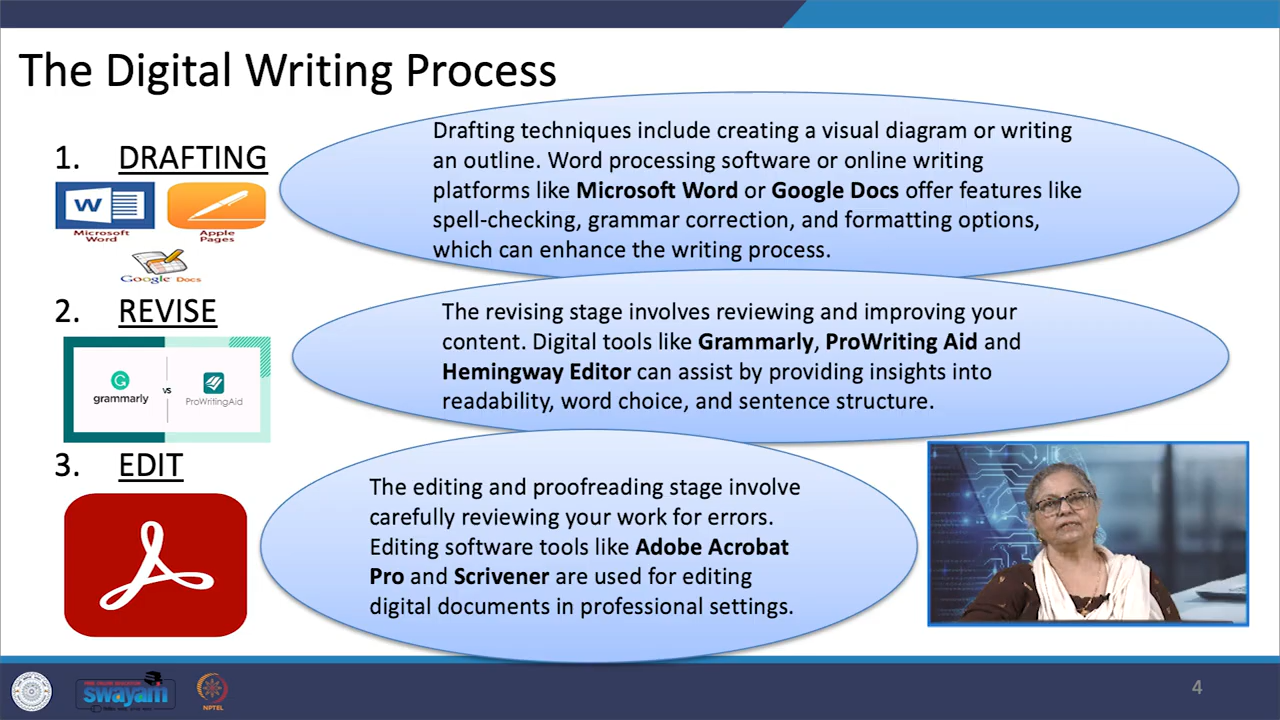 The Digital Writing Process
1. DRAFTING
W
Microsoft Word
Apple Pages
Google Docs
Drafting techniques include creating a visual diagram or writing
an outline. Word processing software or online writing
platforms like Microsoft Word or Google Docs offer features like
spell-checking, grammar correction, and formatting options,
which can enhance the writing process.
2. REVISE
G
grammarly
vs
ProWritingAid
The revising stage involves reviewing and improving your
content. Digital tools like Grammarly, ProWriting Aid and
Hemingway Editor can assist by providing insights into
readability, word choice, and sentence structure.
3. EDIT
The editing and proofreading stage involve
carefully reviewing your work for errors.
Editing software tools like Adobe Acrobat
Pro and Scrivener are used for editing
digital documents in professional settings.
swayam
NPTEL
4